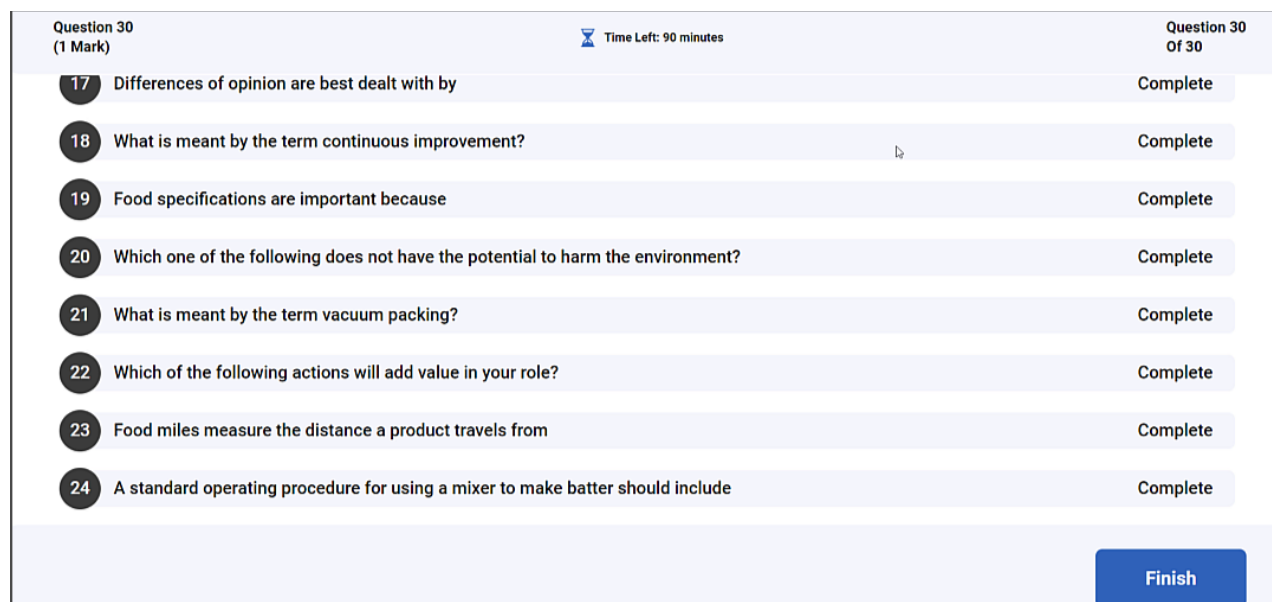 Question 30
(1 Mark)
Time Left: 90 minutes
Question 30
Of 30
17 Differences of opinion are best dealt with by Complete
18 What is meant by the term continuous improvement? Complete
19 Food specifications are important because Complete
20 Which one of the following does not have the potential to harm the environment? Complete
21 What is meant by the term vacuum packing? Complete
22 Which of the following actions will add value in your role? Complete
23 Food miles measure the distance a product travels from Complete
24 A standard operating procedure for using a mixer to make batter should include Complete
Finish